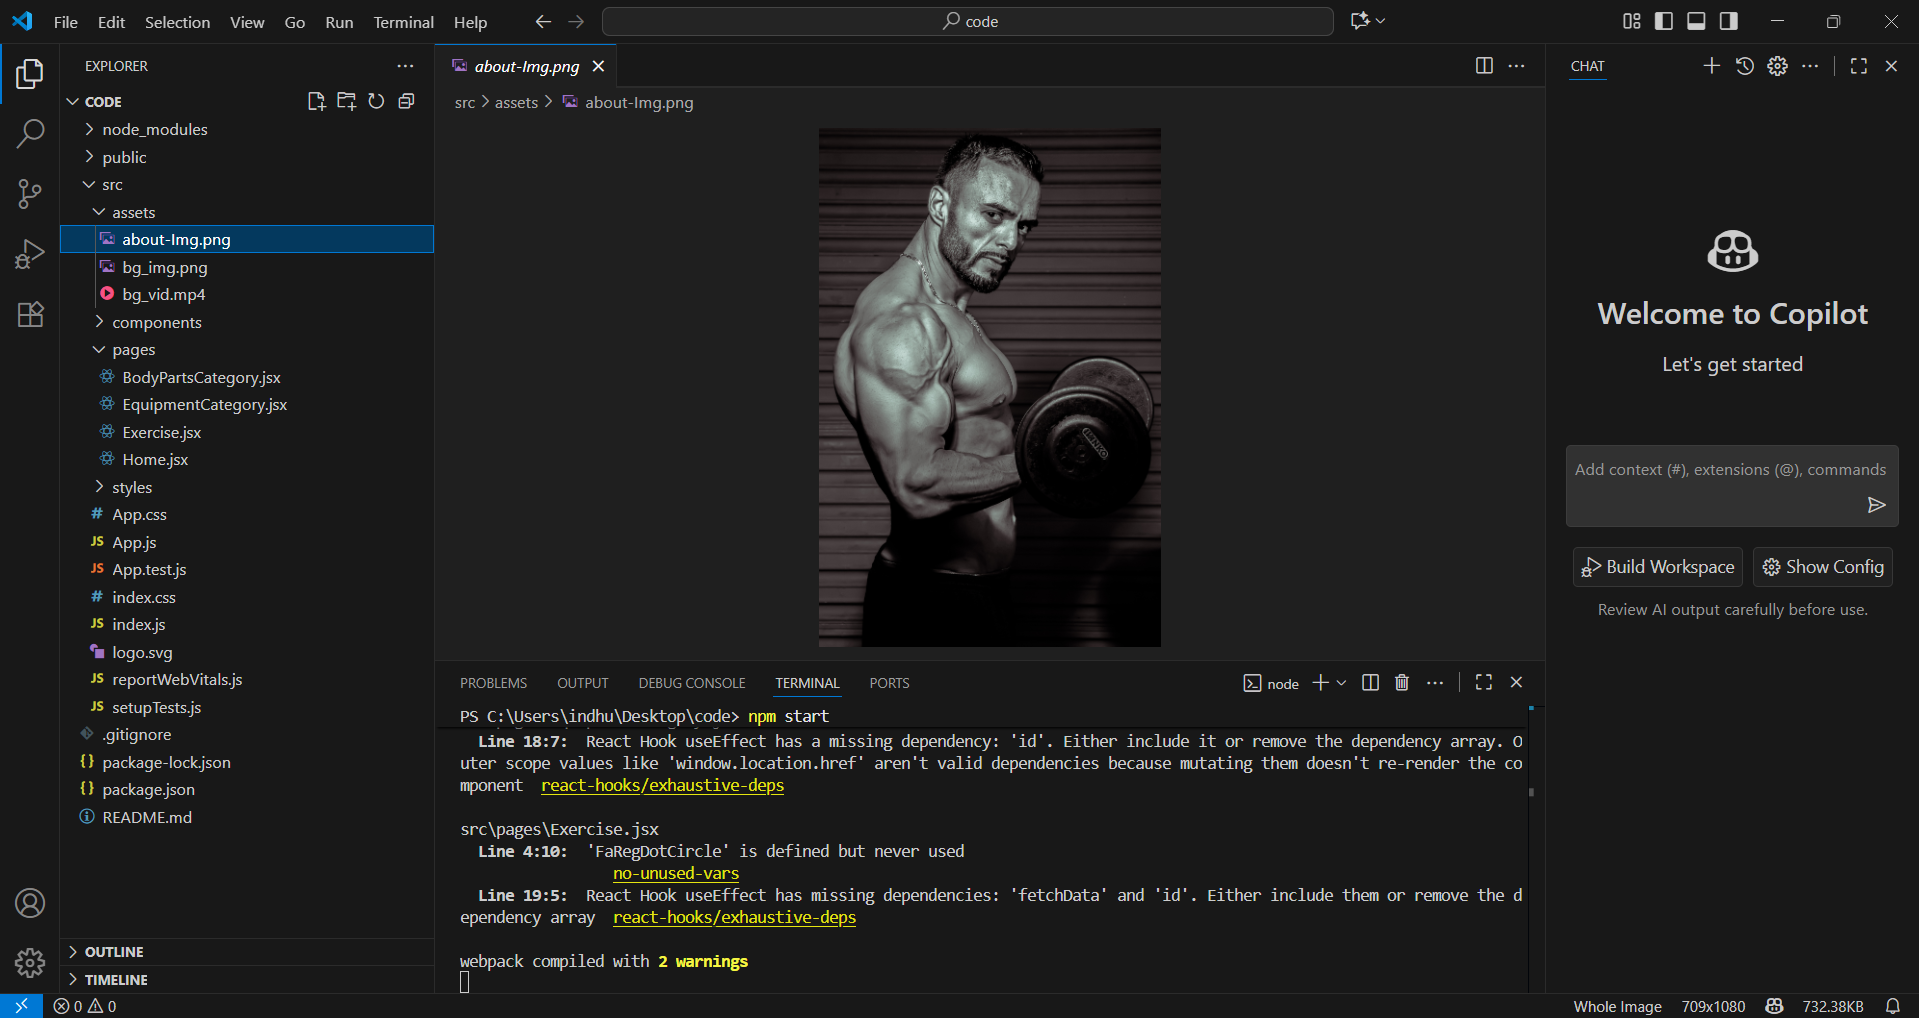 File Edit Selection View Go Run Terminal Help
code
EXPLORER
CODE
node_modules
public
src
assets
about-Img.png
bg_img.png
bg_vid.mp4
components
pages
BodyPartsCategory.jsx
EquipmentCategory.jsx
Exercise.jsx
Home.jsx
styles
# App.css
JS App.js
JS App.test.js
# index.css
JS index.js
logo.svg
JS reportWebVitals.js
JS setupTests.js
.gitignore
{} package-lock.json
{} package.json
README.md
OUTLINE
TIMELINE
about-Img.png
src > assets > about-Img.png
PROBLEMS OUTPUT DEBUG CONSOLE TERMINAL PORTS
node
PS C:\Users\indhu\Desktop\code> npm start
Line 18:7: React Hook useEffect has a missing dependency: 'id'. Either include it or remove the dependency array. O
uter scope values like 'window.location.href' aren't valid dependencies because mutating them doesn't re-render the co
mponent react-hooks/exhaustive-deps
src\pages\Exercise.jsx
Line 4:10: 'FaRegDotCircle' is defined but never used
no-unused-vars
Line 19:5: React Hook useEffect has missing dependencies: 'fetchData' and 'id'. Either include them or remove the d
ependency array react-hooks/exhaustive-deps
webpack compiled with 2 warnings
CHAT
Welcome to Copilot
Let's get started
Add context (#), extensions (@), commands
Build Workspace
Show Config
Review AI output carefully before use.
0 0
Whole Image 709x1080 732.38KB